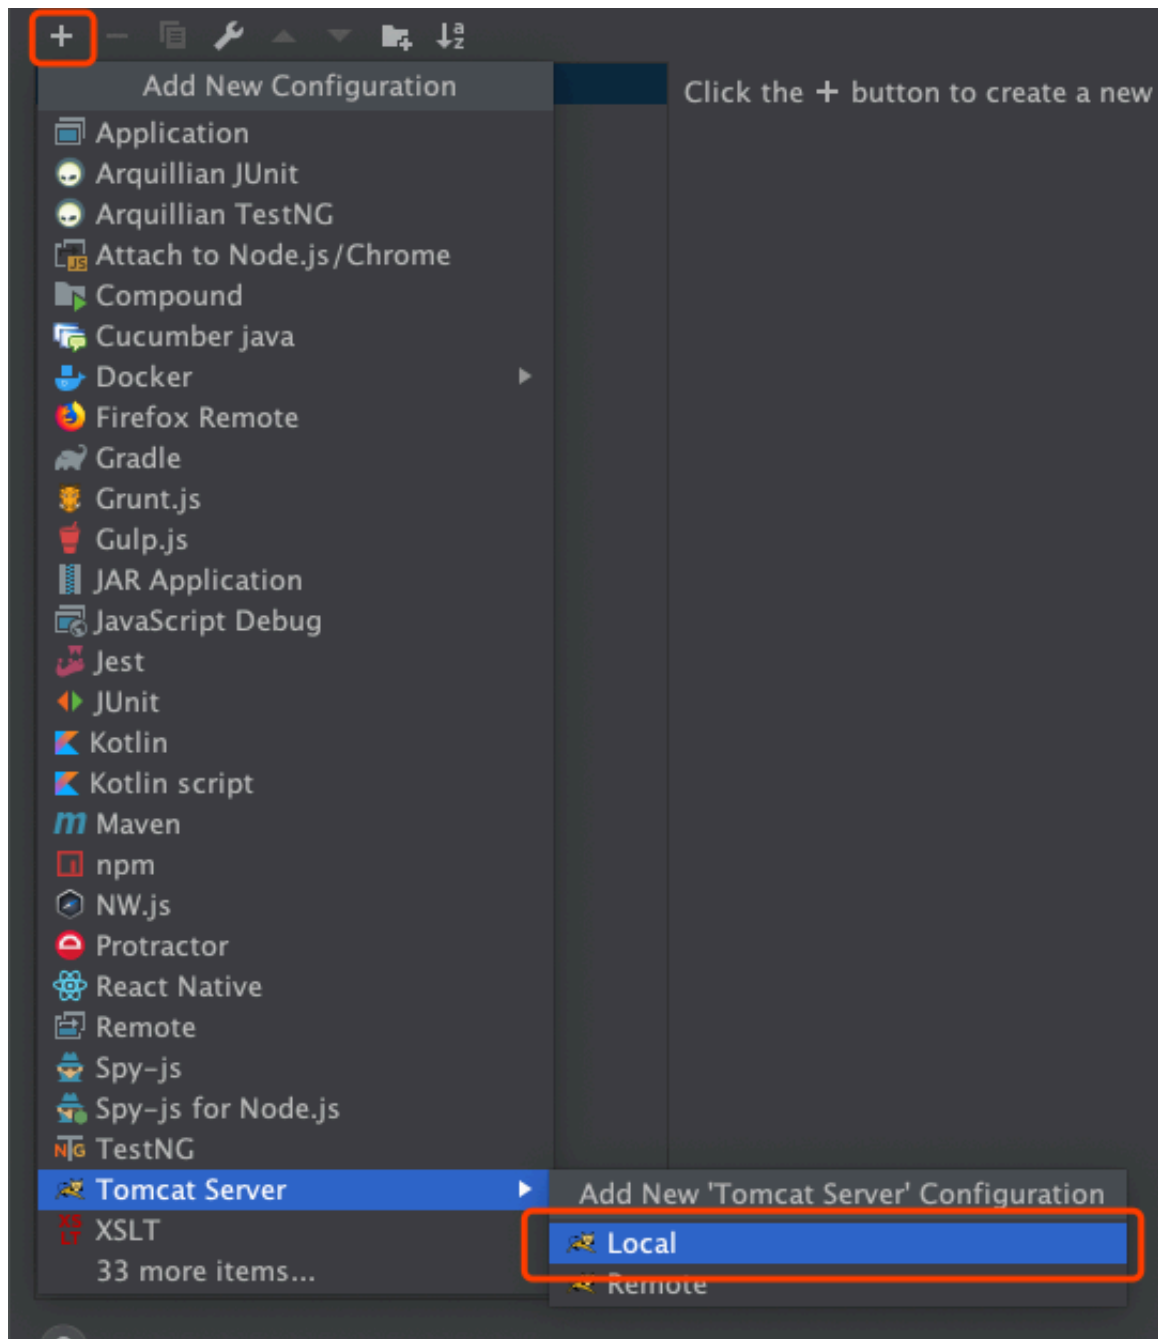 Add New Configuration
Click the + button to create a new
Application
Arquillian JUnit
Arquillian TestNG
Attach to Node.js/Chrome
Compound
Cucumber java
Docker
Firefox Remote
Gradle
Grunt.js
Gulp.js
JAR Application
JavaScript Debug
Jest
JUnit
Kotlin
Kotlin script
Maven
npm
NW.js
Protractor
React Native
Remote
Spy-js
Spy-js for Node.js
TestNG
Tomcat Server
Add New 'Tomcat Server' Configuration
XSLT
Local
33 more items...
Remote